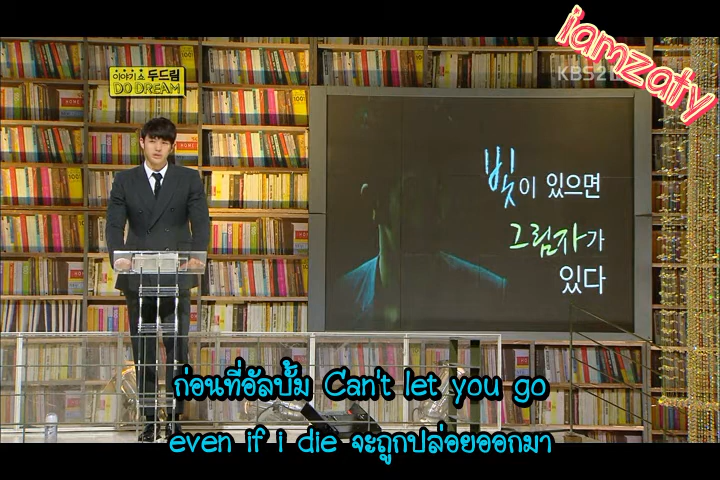 이야기 쇼 두드림
DO DREAM
KBS2
iamzaty
빛이 있으면
그림자가
있다
ก่อนที่อัลบั้ม Can't let you go
even if i die จะถูกปล่อยออกมา